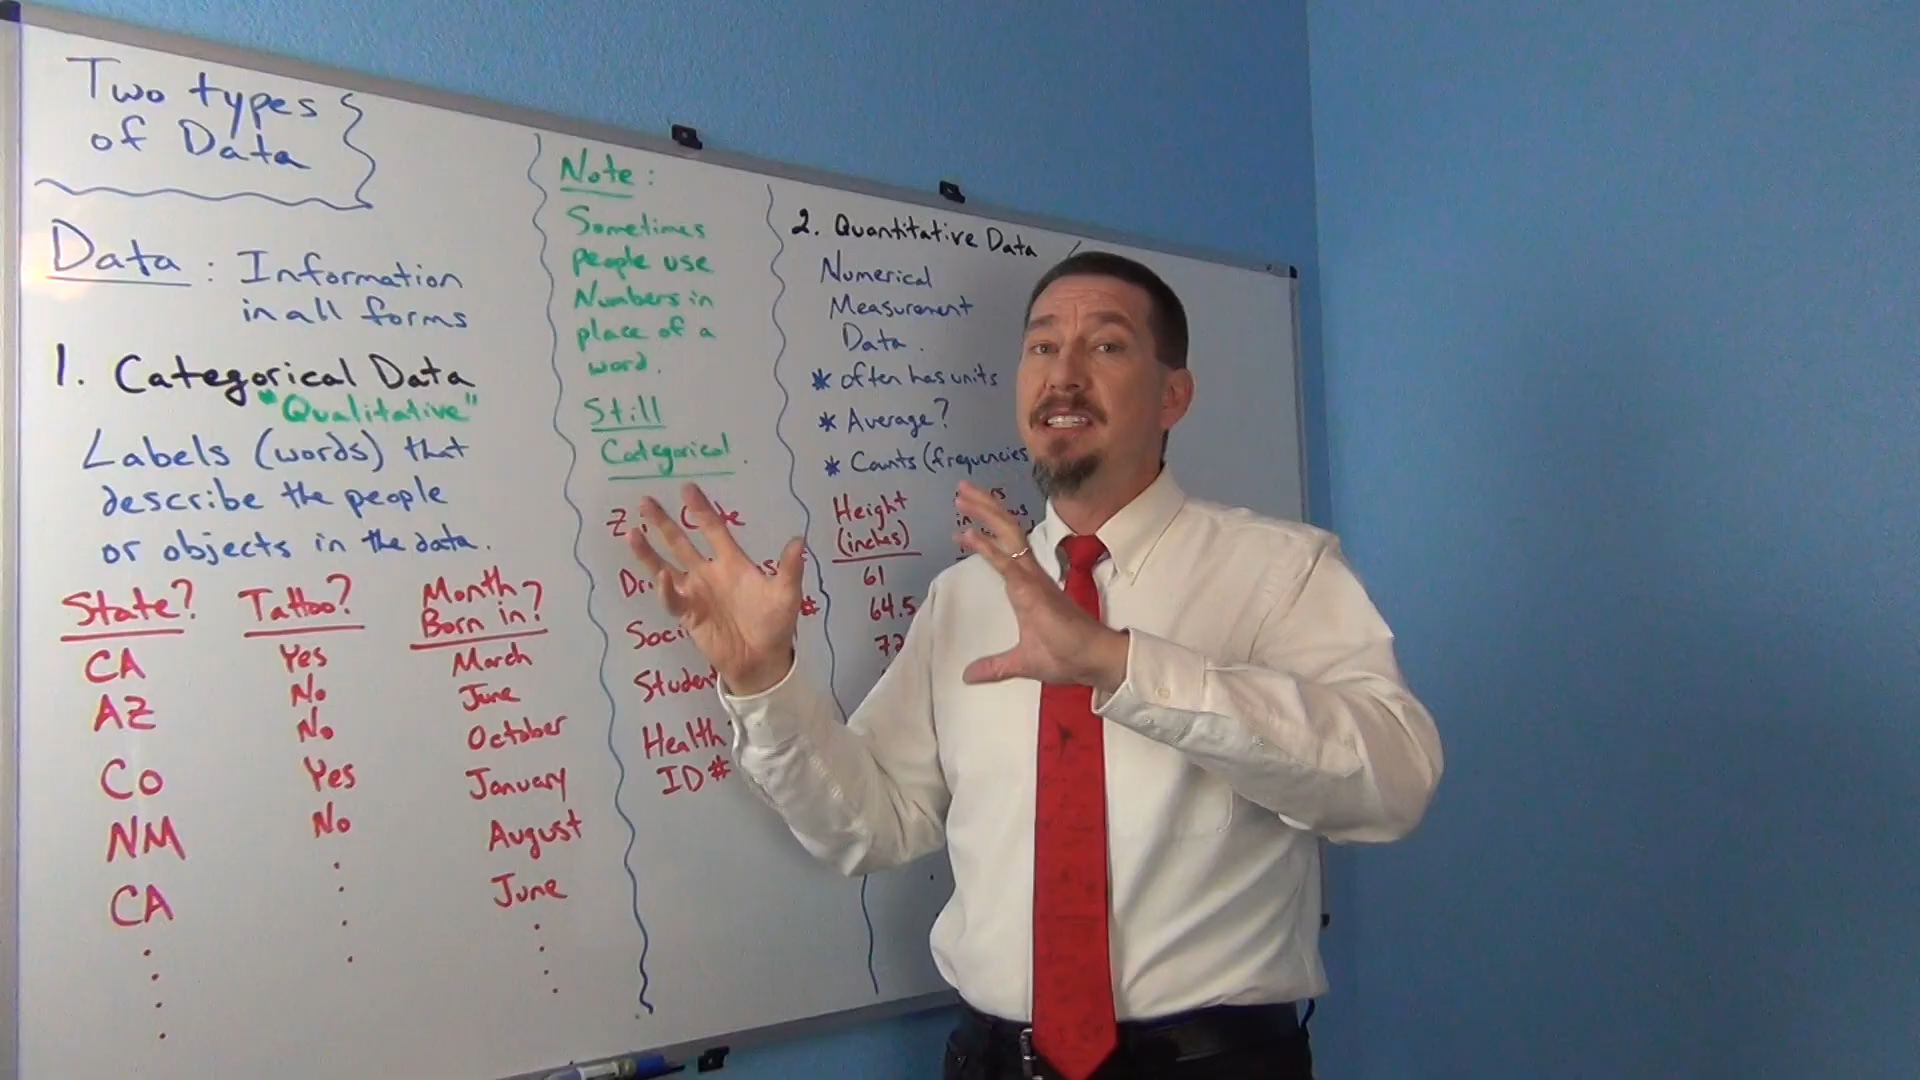 Two types
of Data
Data : Information
in all forms
1. Categorical Data
"Qualitative"
Labels (words) that
describe the people
or objects in the data.
State?
CA
AZ
CO
NM
CA
Tattoo?
Yes
No
No
Yes
No
Month
Born in?
March
June
October
January
August
June
Note :
Sometimes
people use
Numbers in
place of a
word.
Still
Categorical.
Student
Health
ID#
2. Quantitative Data
Numerical
Measurement
Data.
* often has units
* Average?
* Counts (frequencies
Height
(inches)
61
64.5